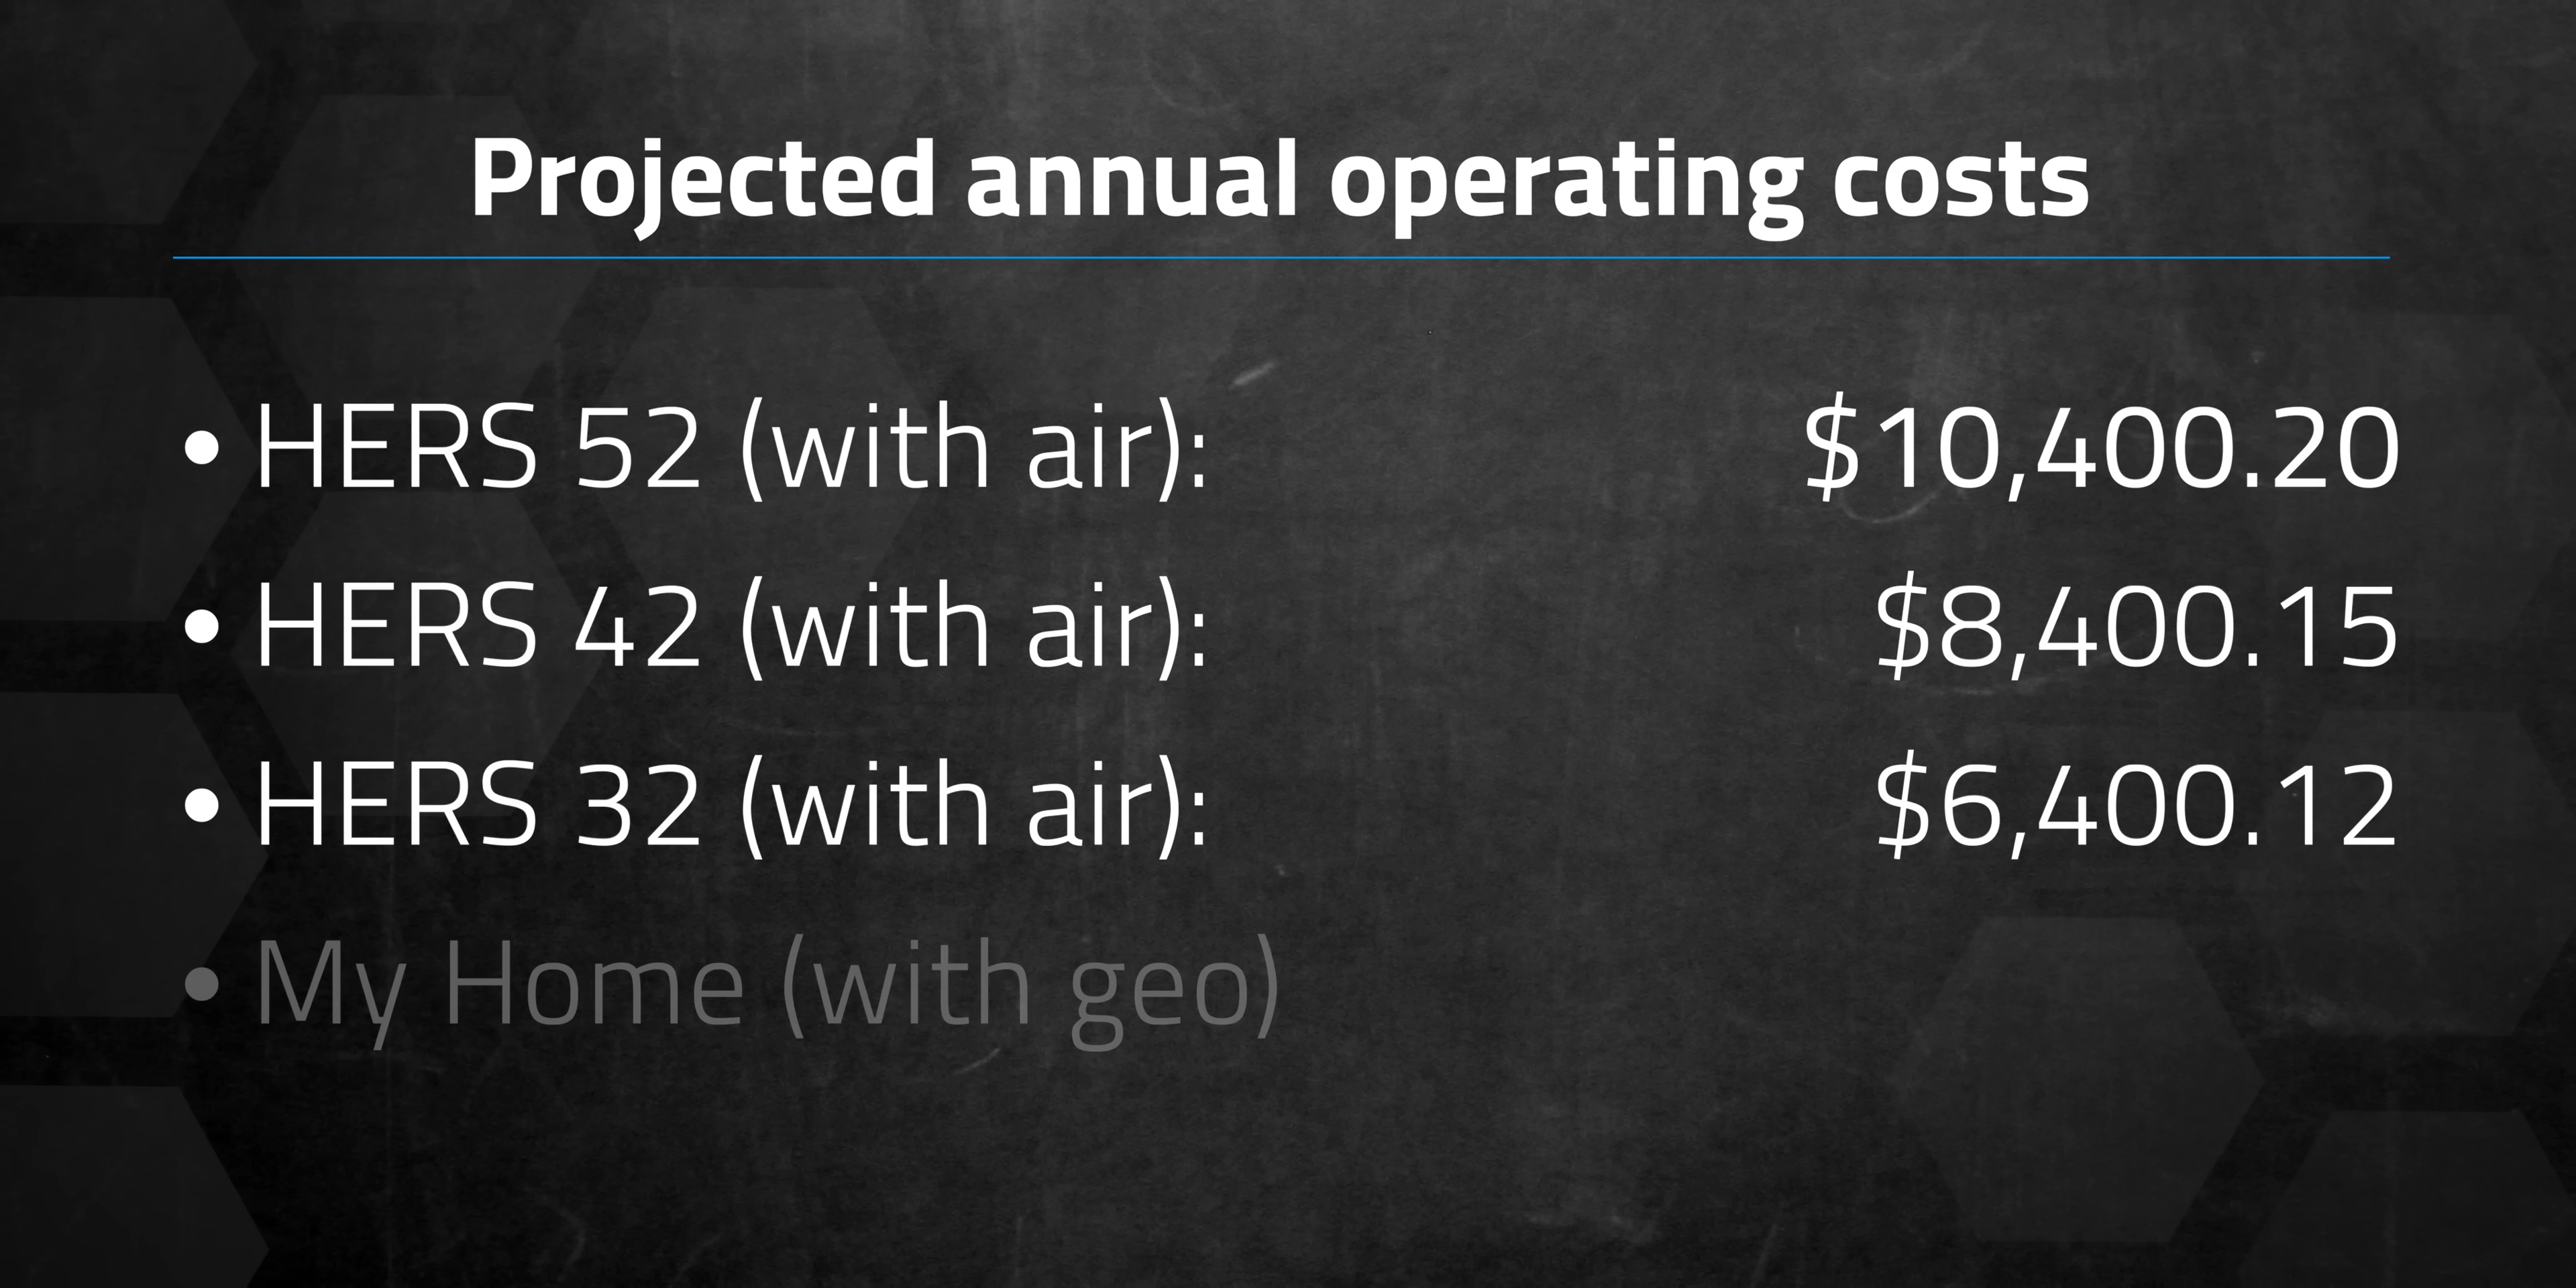 Projected annual operating costs
• HERS 52 (with air): $10,400.20
• HERS 42 (with air): $8,400.15
• HERS 32 (with air): $6,400.12
• My Home (with geo)